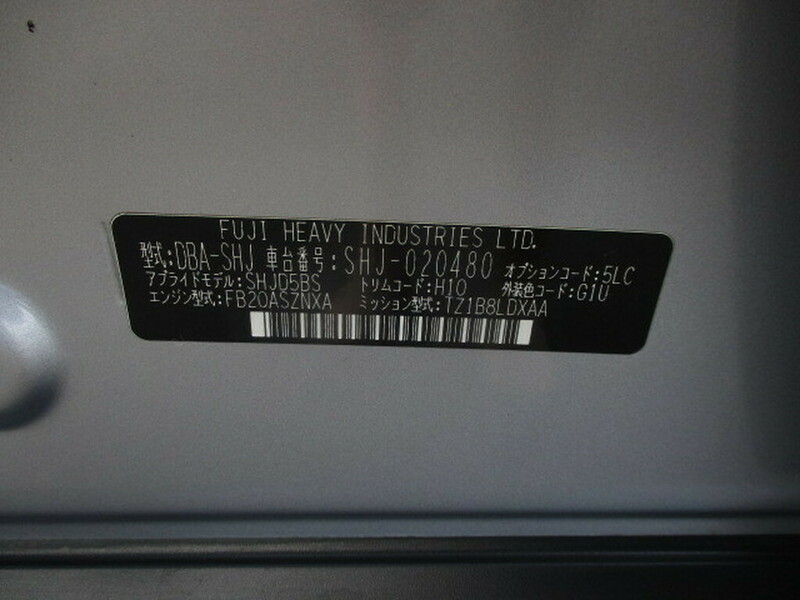 FUJI HEAVY INDUSTRIES LTD.
型式:DBA-SHJ 車台番号:SHJ-020480 オプションコード:5LC
アプライドモデル:SHJD5BS トリムコード:H10 外装色コード:G1U
エンジン型式:FB20ASZNXA ミッション型式:TZ1B8LDXAA